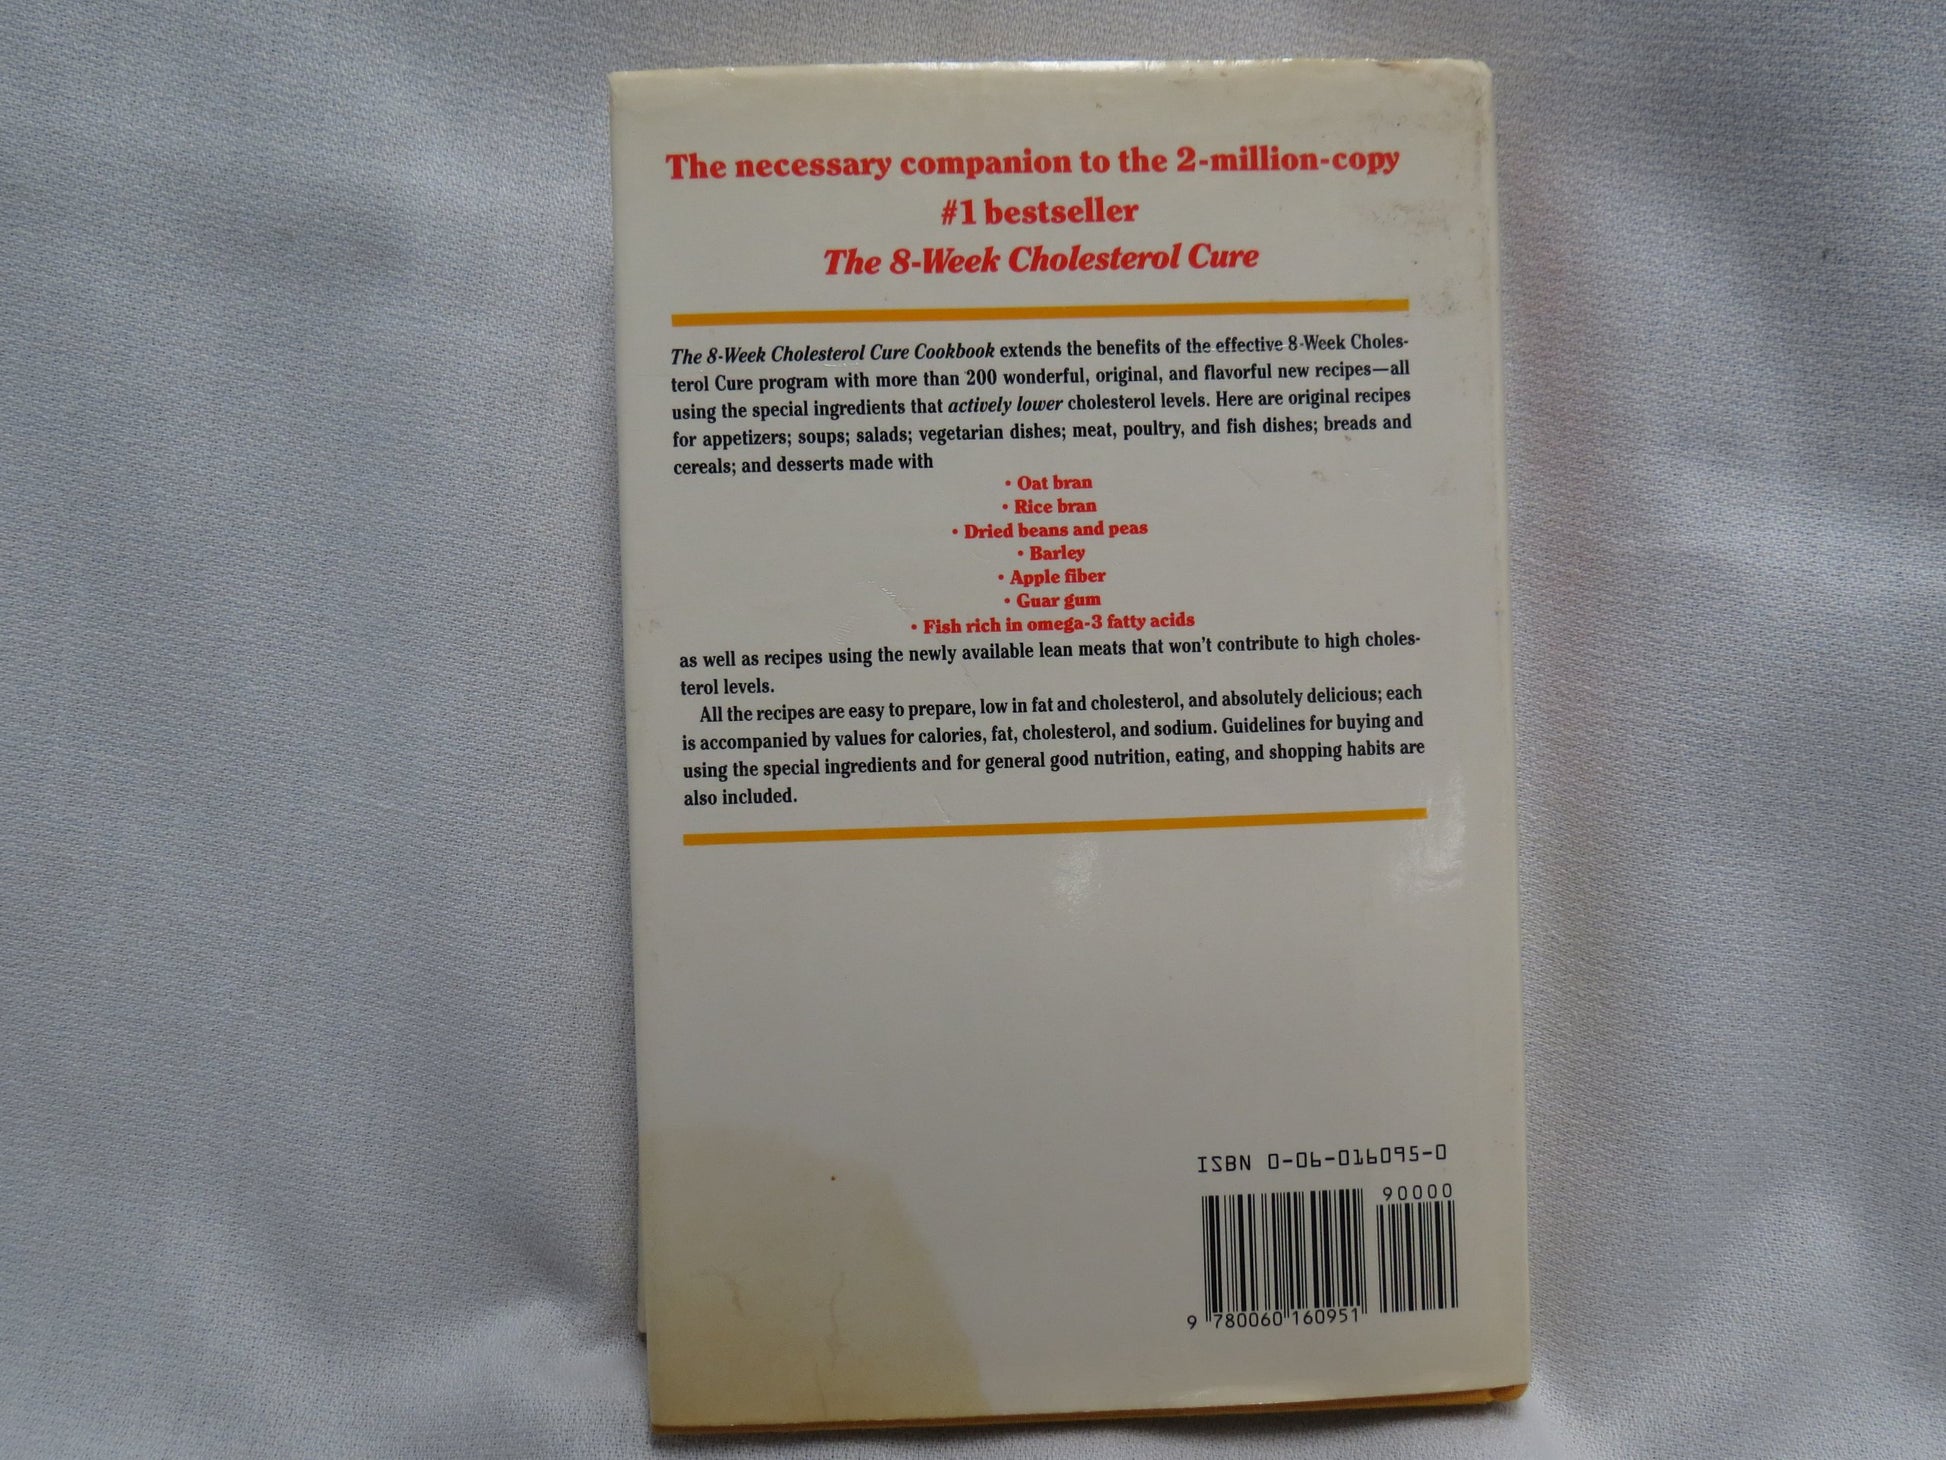 The necessary companion to the 2-million-copy
#1 bestseller
The 8-Week Cholesterol Cure
The 8-Week Cholesterol Cure Cookbook extends the benefits of the effective 8-Week Choles-
terol Cure program with more than 200 wonderful, original, and flavorful new recipes—all
using the special ingredients that actively lower cholesterol levels. Here are original recipes
for appetizers; soups; salads; vegetarian dishes; meat, poultry, and fish dishes; breads and
cereals; and desserts made with
• Oat bran
• Rice bran
• Dried beans and peas
• Barley
• Apple fiber
• Guar gum
• Fish rich in omega-3 fatty acids
as well as recipes using the newly available lean meats that won't contribute to high choles-
terol levels.
All the recipes are easy to prepare, low in fat and cholesterol, and absolutely delicious; each
is accompanied by values for calories, fat, cholesterol, and sodium. Guidelines for buying and
using the special ingredients and for general good nutrition, eating, and shopping habits are
also included.
ISBN 0-06-016095-0
90000
9 780060 160951